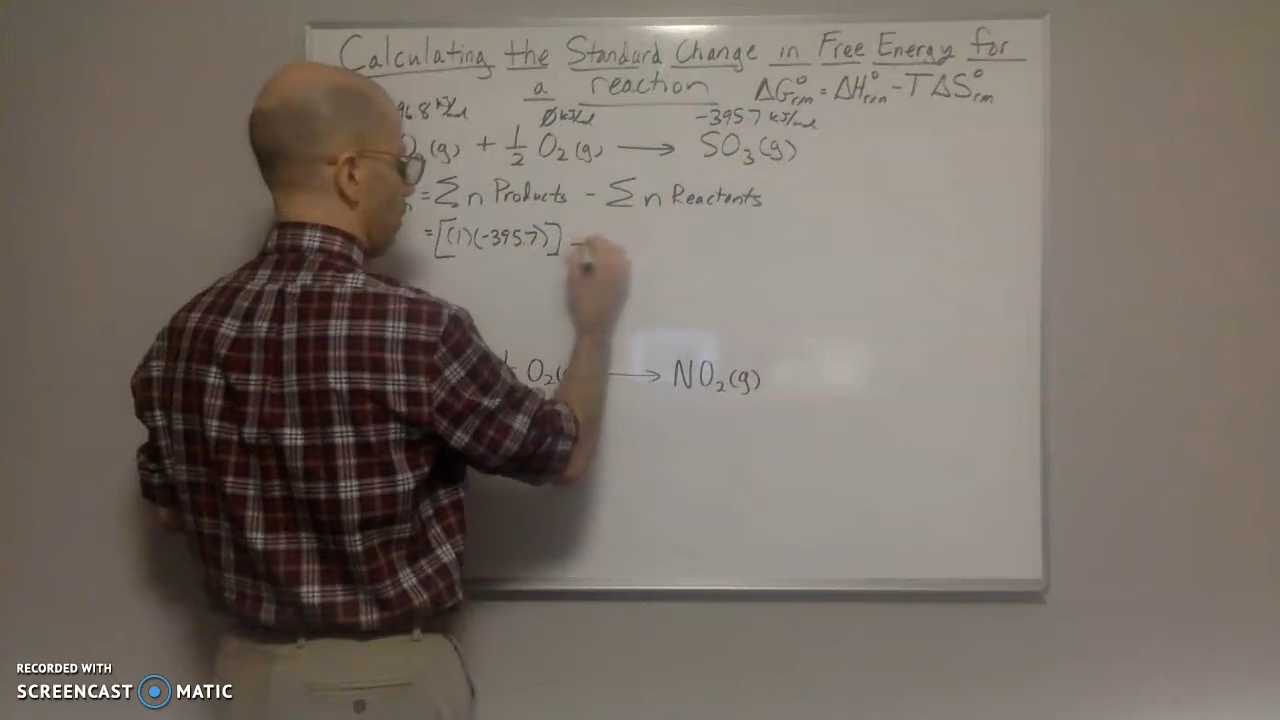 Calculating the Standard Change in Free Energy for
a reaction ΔG°rxn = ΔH°rxn - TΔS°rxn
96.8 kJ/mol 0 kJ/mol -395.7 kJ/mol
(g) + 1/2 O₂(g) → SO₃(g)
= Σ n Products - Σ n Reactants
= [(1)(-395.7)] -
O₂( → NO₂(g)
RECORDED WITH
SCREENCAST MATIC